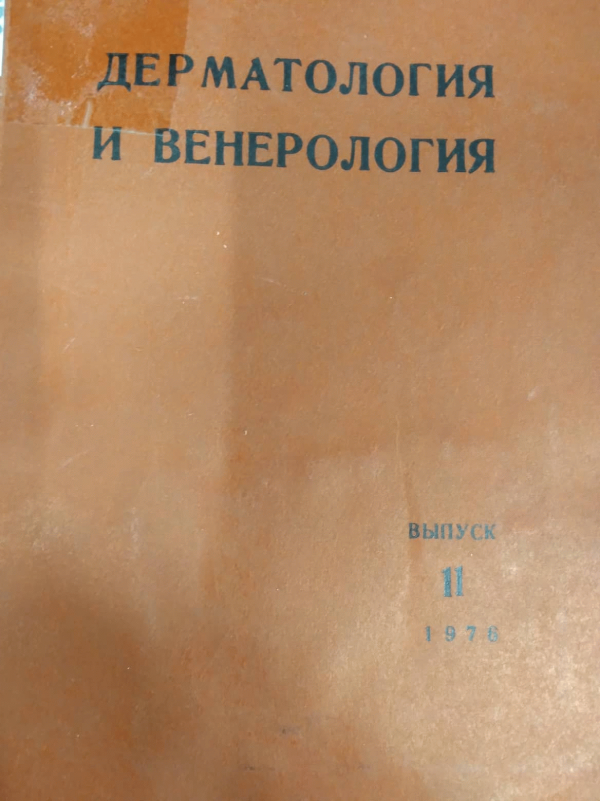 ДЕРМАТОЛОГИЯ
И ВЕНЕРОЛОГИЯ
ВЫПУСК
11
1976